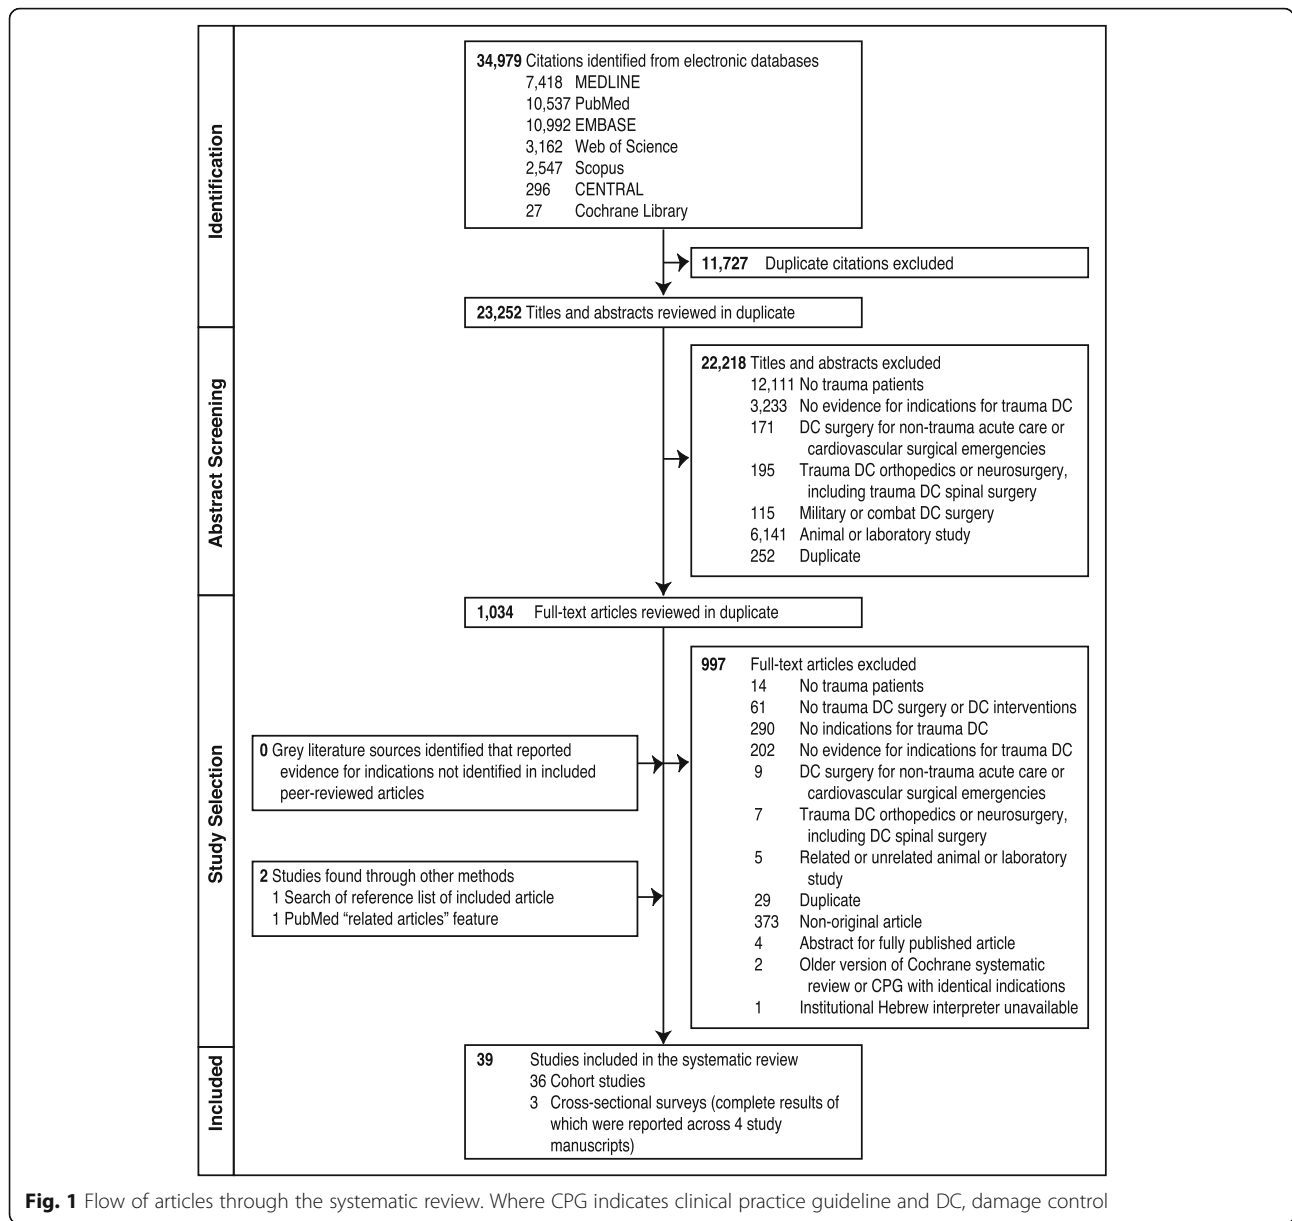 Identification
34,979 Citations identified from electronic databases
7,418 MEDLINE
10,537 PubMed
10,992 EMBASE
3,162 Web of Science
2,547 Scopus
296 CENTRAL
27 Cochrane Library
11,727 Duplicate citations excluded
23,252 Titles and abstracts reviewed in duplicate
Abstract Screening
22,218 Titles and abstracts excluded
12,111 No trauma patients
3,233 No evidence for indications for trauma DC
171 DC surgery for non-trauma acute care or
cardiovascular surgical emergencies
195 Trauma DC orthopedics or neurosurgery,
including trauma DC spinal surgery
115 Military or combat DC surgery
6,141 Animal or laboratory study
252 Duplicate
Study Selection
1,034 Full-text articles reviewed in duplicate
997 Full-text articles excluded
14 No trauma patients
61 No trauma DC surgery or DC interventions
290 No indications for trauma DC
202 No evidence for indications for trauma DC
9 DC surgery for non-trauma acute care or
cardiovascular surgical emergencies
7 Trauma DC orthopedics or neurosurgery,
including DC spinal surgery
5 Related or unrelated animal or laboratory
study
29 Duplicate
373 Non-original article
4 Abstract for fully published article
2 Older version of Cochrane systematic
review or CPG with identical indications
1 Institutional Hebrew interpreter unavailable
0 Grey literature sources identified that reported
evidence for indications not identified in included
peer-reviewed articles
2 Studies found through other methods
1 Search of reference list of included article
1 PubMed “related articles” feature
Included
39 Studies included in the systematic review
36 Cohort studies
3 Cross-sectional surveys (complete results of
which were reported across 4 study
manuscripts)
Fig. 1 Flow of articles through the systematic review. Where CPG indicates clinical practice guideline and DC, damage control